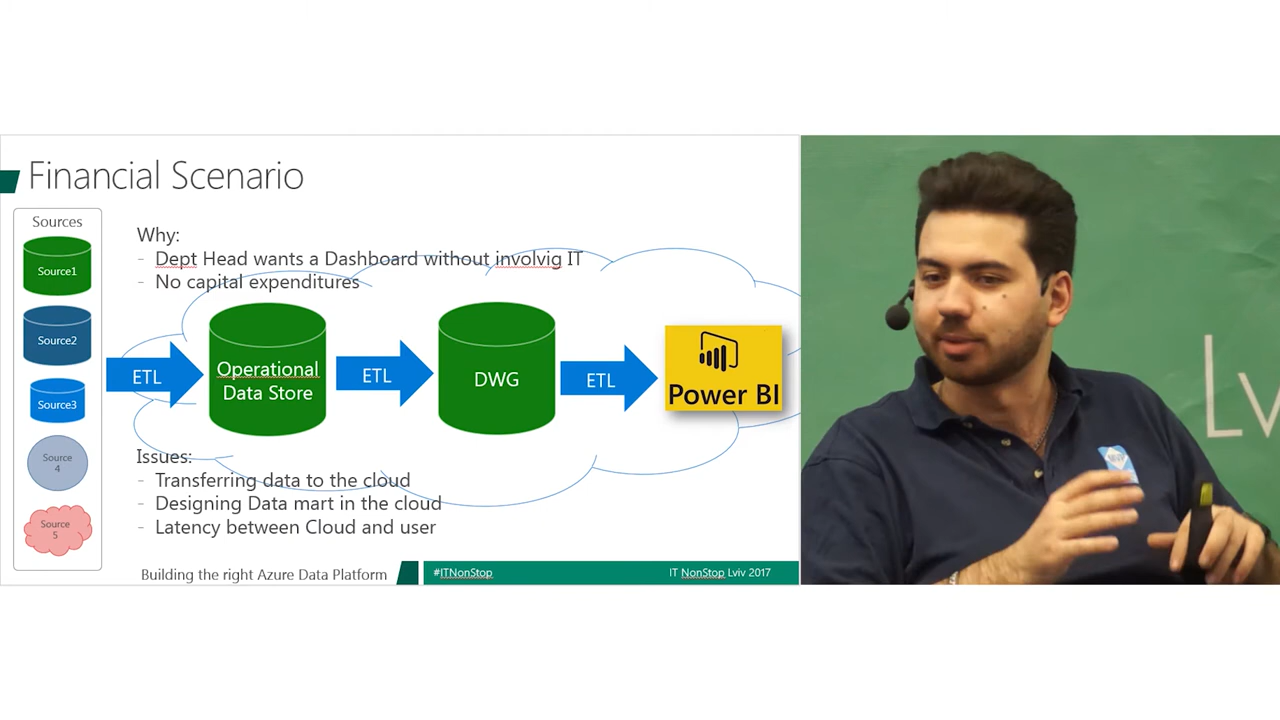 Financial Scenario
Sources
Source1
Source2
Source3
Source
4
Source
5
Why:
- Dept Head wants a Dashboard without involvig IT
- No capital expenditures
ETL
Operational
Data Store
ETL
DWG
ETL
Power BI
Issues:
- Transferring data to the cloud
- Designing Data mart in the cloud
- Latency between Cloud and user
Building the right Azure Data Platform
#ITNonStop
IT NonStop Lviv 2017
Lv
MVP